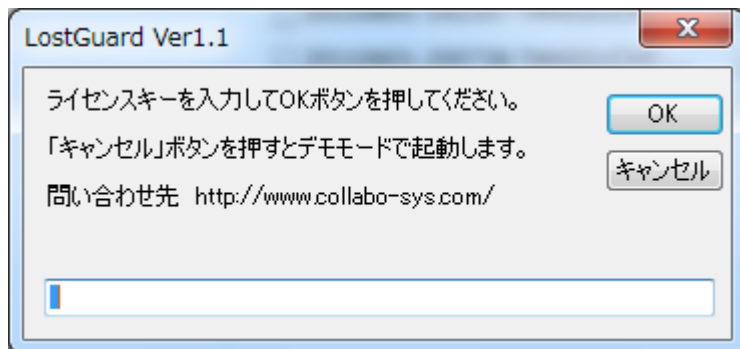 LostGuard Ver1.1
ライセンスキーを入力してOKボタンを押してください。
「キャンセル」ボタンを押すとデモモードで起動します。
問い合わせ先 http://www.collabo-sys.com/
OK
キャンセル